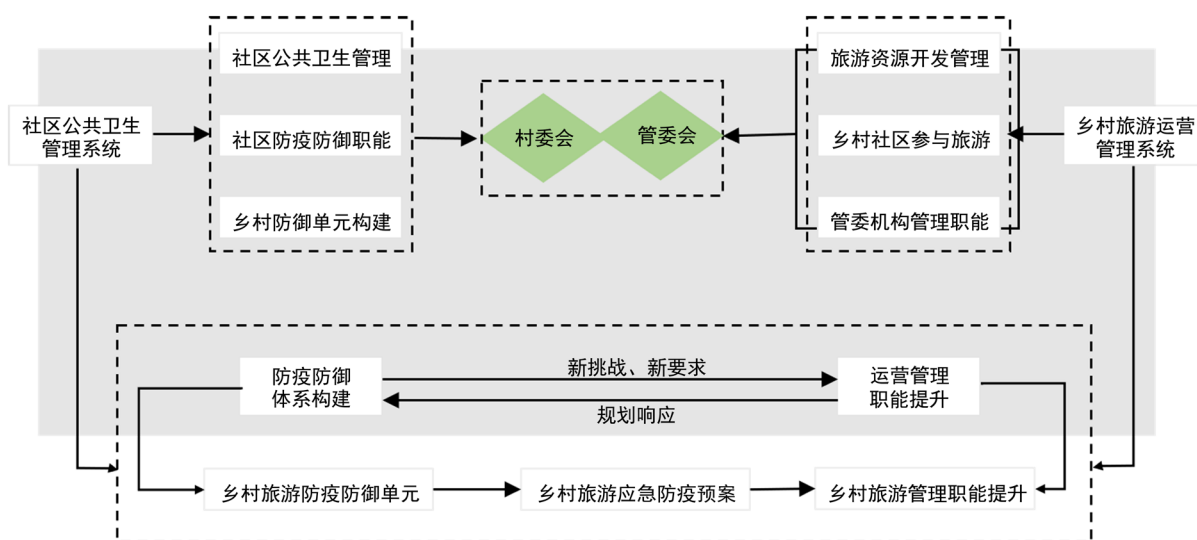 社区公共卫生
管理系统
社区公共卫生管理
社区防疫防御职能
乡村防御单元构建
村委会
管委会
旅游资源开发管理
乡村社区参与旅游
管委机构管理职能
乡村旅游运营
管理系统
防疫防御
体系构建
新挑战、新要求
规划响应
运营管理
职能提升
乡村旅游防疫防御单元
乡村旅游应急防疫预案
乡村旅游管理职能提升